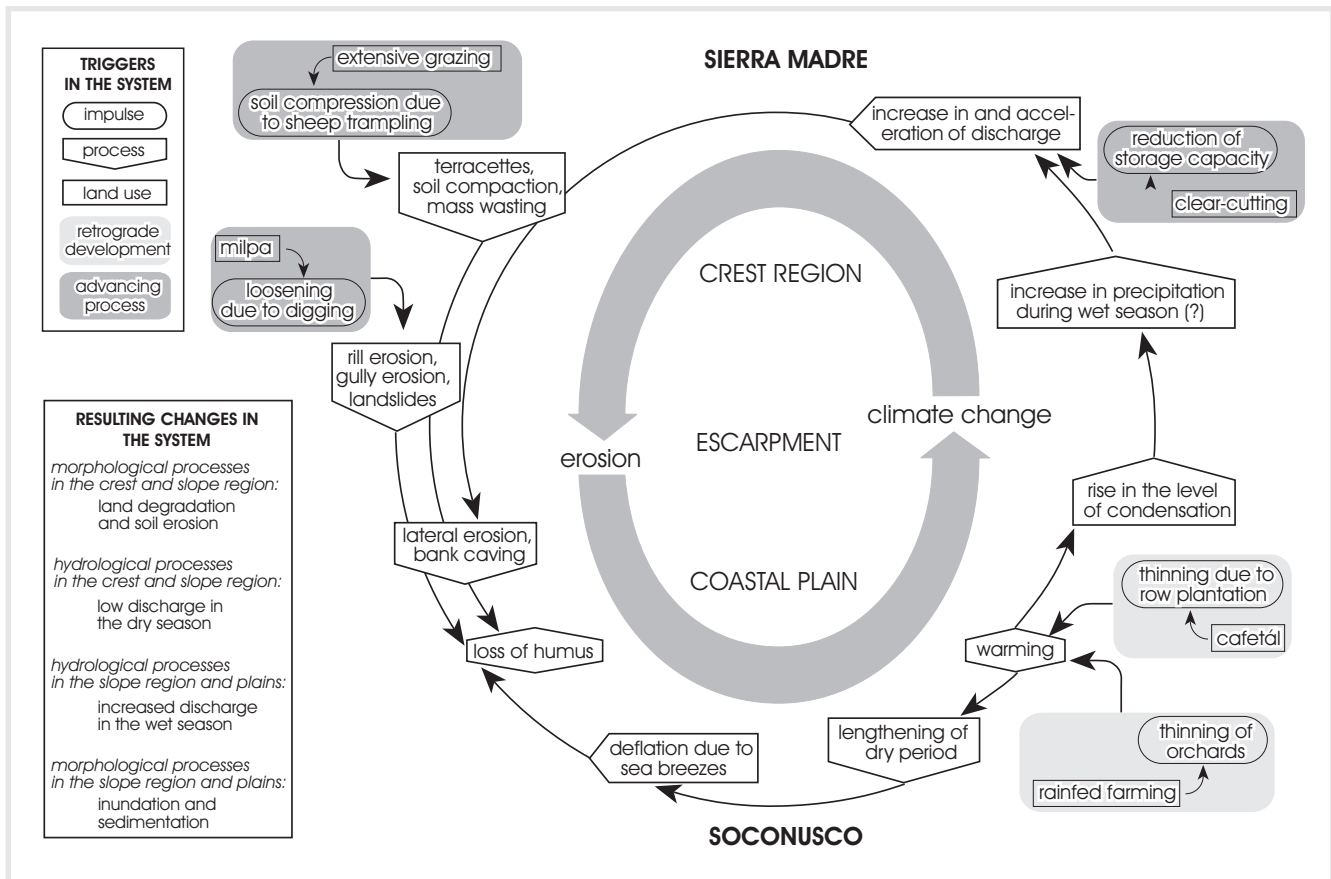 TRIGGERS
IN THE SYSTEM
impulse
process
land use
retrograde
development
advancing
process
extensive grazing
soil compression due
to sheep trampling
SIERRA MADRE
increase in and accel-
eration of discharge
reduction of
storage capacity
clear-cutting
terracettes,
soil compaction,
mass wasting
milpa
loosening
due to digging
CREST REGION
increase in precipitation
during wet season (?)
rill erosion,
gully erosion,
landslides
climate change
ESCARPMENT
erosion
RESULTING CHANGES IN
THE SYSTEM
morphological processes
in the crest and slope region:
land degradation
and soil erosion
hydrological processes
in the crest and slope region:
low discharge in
the dry season
hydrological processes
in the slope region and plains:
increased discharge
in the wet season
morphological processes
in the slope region and plains:
inundation and
sedimentation
rise in the level
of condensation
lateral erosion,
bank caving
COASTAL PLAIN
thinning due to
row plantation
cafetál
loss of humus
warming
thinning of
orchards
rainfed farming
lengthening of
dry period
deflation due to
sea breezes
SOCONUSCO